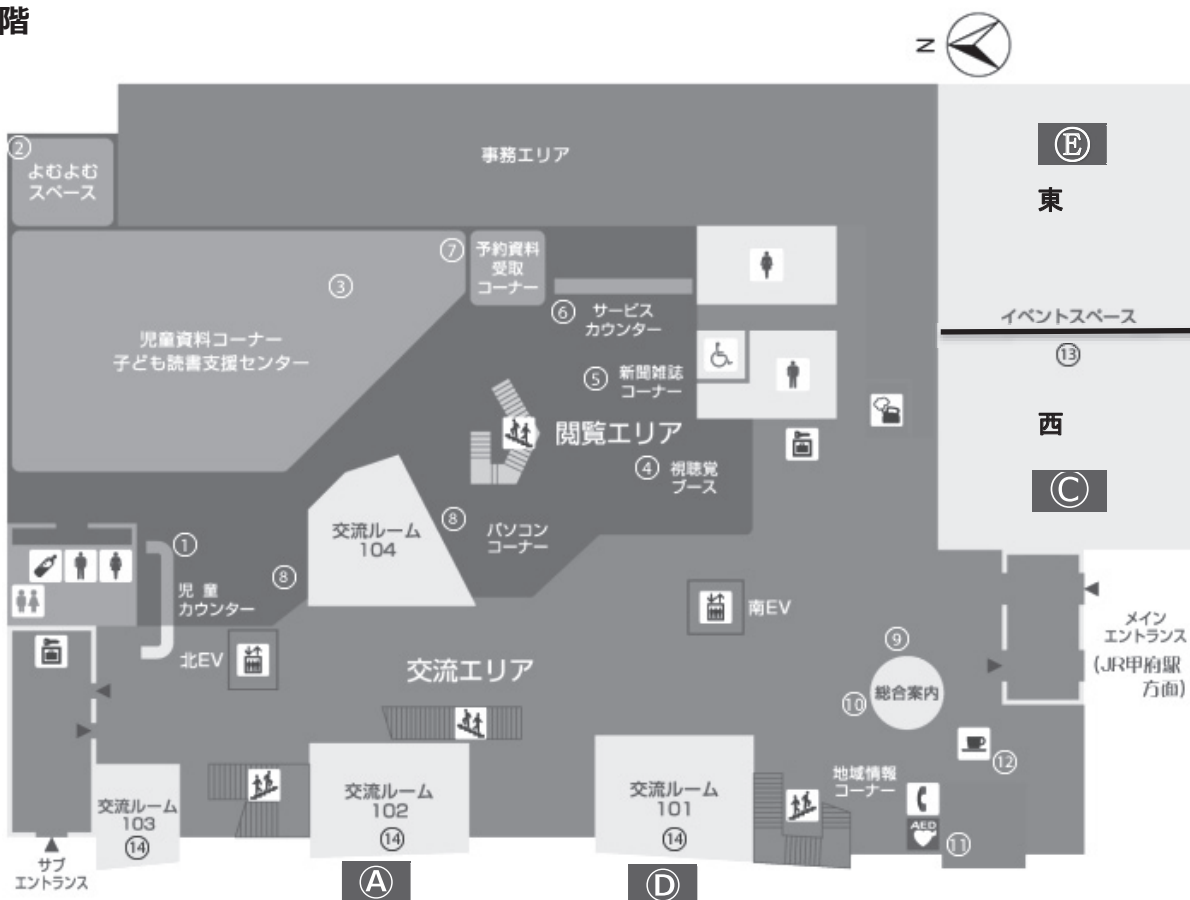 階
N
Ⓔ
東
イベントスペース
⑬
西
Ⓒ
事務エリア
②
よむよむ
スペース
③
児童資料コーナー
子ども読書支援センター
⑦
予約資料
受取
コーナー
⑥
サービス
カウンター
⑤
新聞雑誌
コーナー
閲覧エリア
④
視聴覚
ブース
⑧
パソコン
コーナー
交流ルーム
104
①
児童
カウンター
⑧
北EV
南EV
交流エリア
⑨
総合案内
⑩
メイン
エントランス
(JR甲府駅
方面)
⑫
地域情報
コーナー
AED
⑪
交流ルーム
103
⑭
交流ルーム
102
⑭
交流ルーム
101
⑭
サブ
エントランス
Ⓐ
Ⓓ